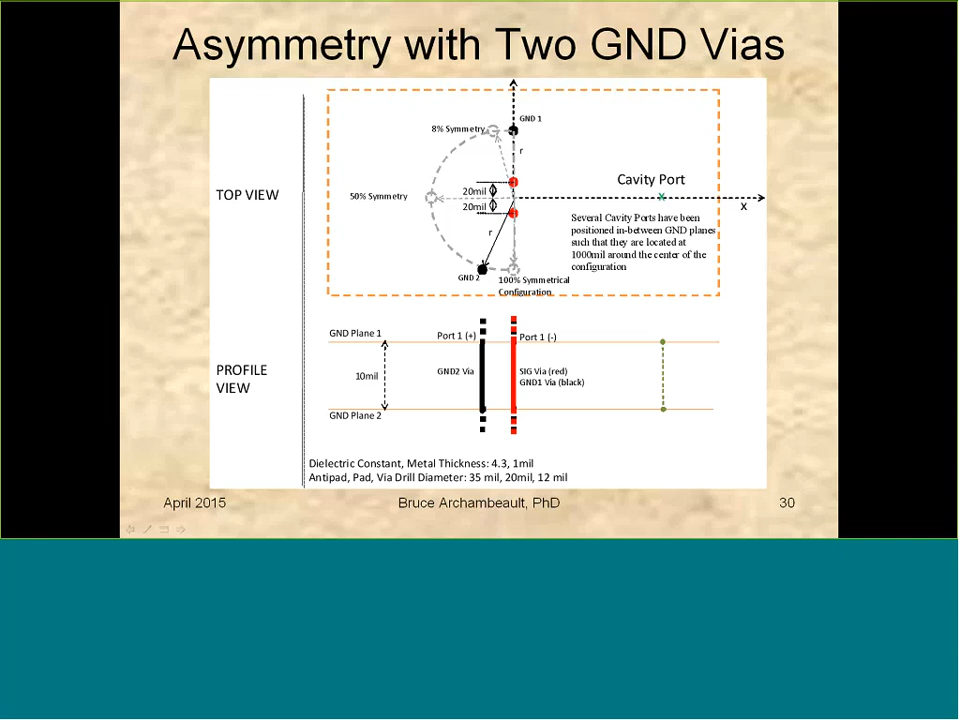 Asymmetry with Two GND Vias
GND 1
8% Symmetry
r
Cavity Port
TOP VIEW
50% Symmetry
20mil
x
20mil
x
Several Cavity Ports have been
positioned in-between GND planes
such that they are located at
1000mil around the center of the
configuration
r
GND 2
100% Symmetrical
Configuration
GND Plane 1
Port 1 (+)
Port 1 (-)
PROFILE
VIEW
10mil
GND2 Via
SIG Via (red)
GND1 Via (black)
GND Plane 2
Dielectric Constant, Metal Thickness: 4.3, 1mil
Antipad, Pad, Via Drill Diameter: 35 mil, 20mil, 12 mil
April 2015
Bruce Archambeault, PhD
30